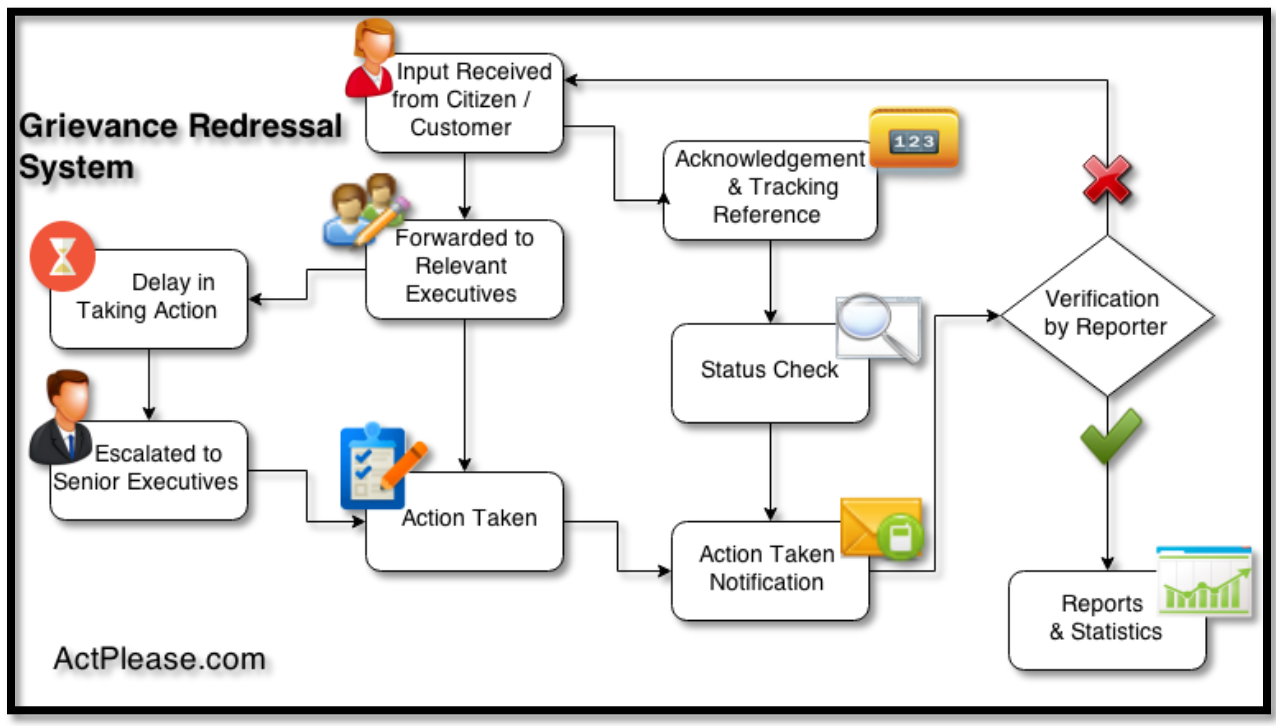 Grievance Redressal
System
Input Received
from Citizen /
Customer
Forwarded to
Relevant
Executives
Delay in
Taking Action
Escalated to
Senior Executives
Action Taken
Acknowledgement
& Tracking
Reference
123
Status Check
Action Taken
Notification
Verification
by Reporter
Reports
& Statistics
ActPlease.com